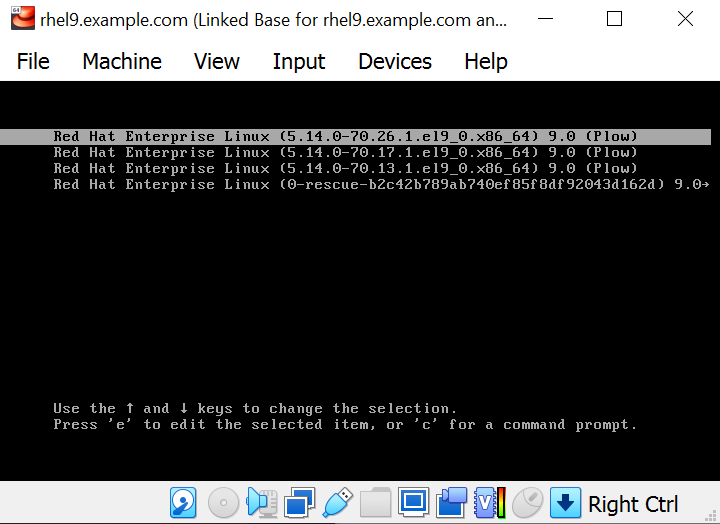 64
rhel9.example.com (Linked Base for rhel9.example.com an...
File Machine View Input Devices Help
Red Hat Enterprise Linux (5.14.0-70.26.1.el9_0.x86_64) 9.0 (Plow)
Red Hat Enterprise Linux (5.14.0-70.17.1.el9_0.x86_64) 9.0 (Plow)
Red Hat Enterprise Linux (5.14.0-70.13.1.el9_0.x86_64) 9.0 (Plow)
Red Hat Enterprise Linux (0-rescue-b2c42b789ab740ef85f8df92043d162d) 9.0→
Use the ↑ and ↓ keys to change the selection.
Press 'e' to edit the selected item, or 'c' for a command prompt.
V
Right Ctrl